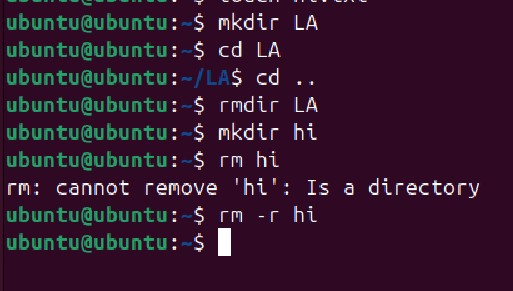 ubuntu@ubuntu:~$ mkdir LA
ubuntu@ubuntu:~$ cd LA
ubuntu@ubuntu:~/LA$ cd ..
ubuntu@ubuntu:~$ rmdir LA
ubuntu@ubuntu:~$ mkdir hi
ubuntu@ubuntu:~$ rm hi
rm: cannot remove 'hi': Is a directory
ubuntu@ubuntu:~$ rm -r hi
ubuntu@ubuntu:~$